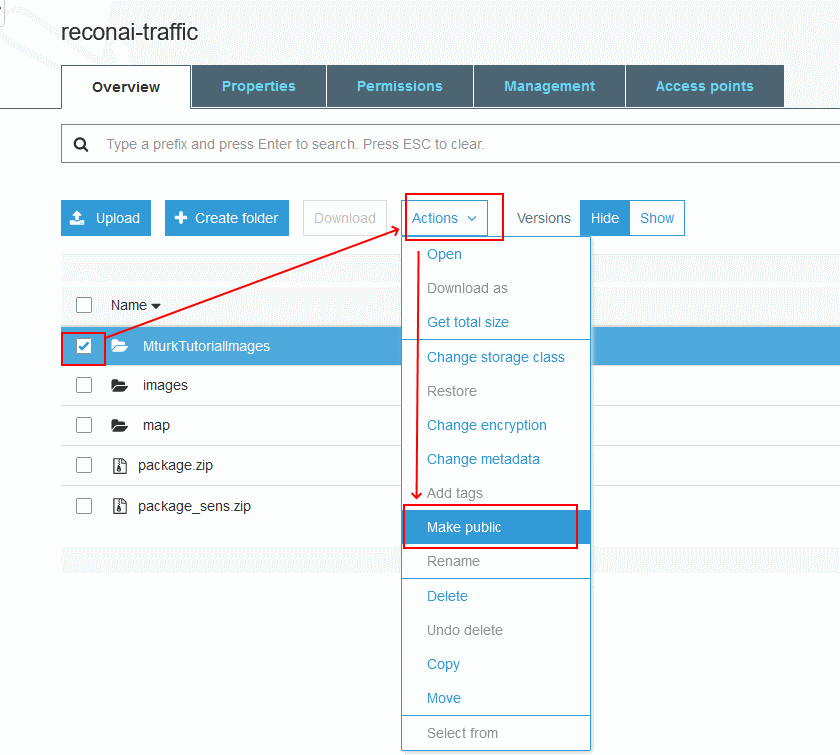 reconai-traffic
Overview Properties Permissions Management Access points
Type a prefix and press Enter to search. Press ESC to clear.
Upload Create folder Download Actions Versions Hide Show
Open
Download as
Name
Get total size
MturkTutorialImages
Change storage class
images
Restore
map
Change encryption
package.zip
Change metadata
Add tags
package_sens.zip
Make public
Rename
Delete
Undo delete
Copy
Move
Select from